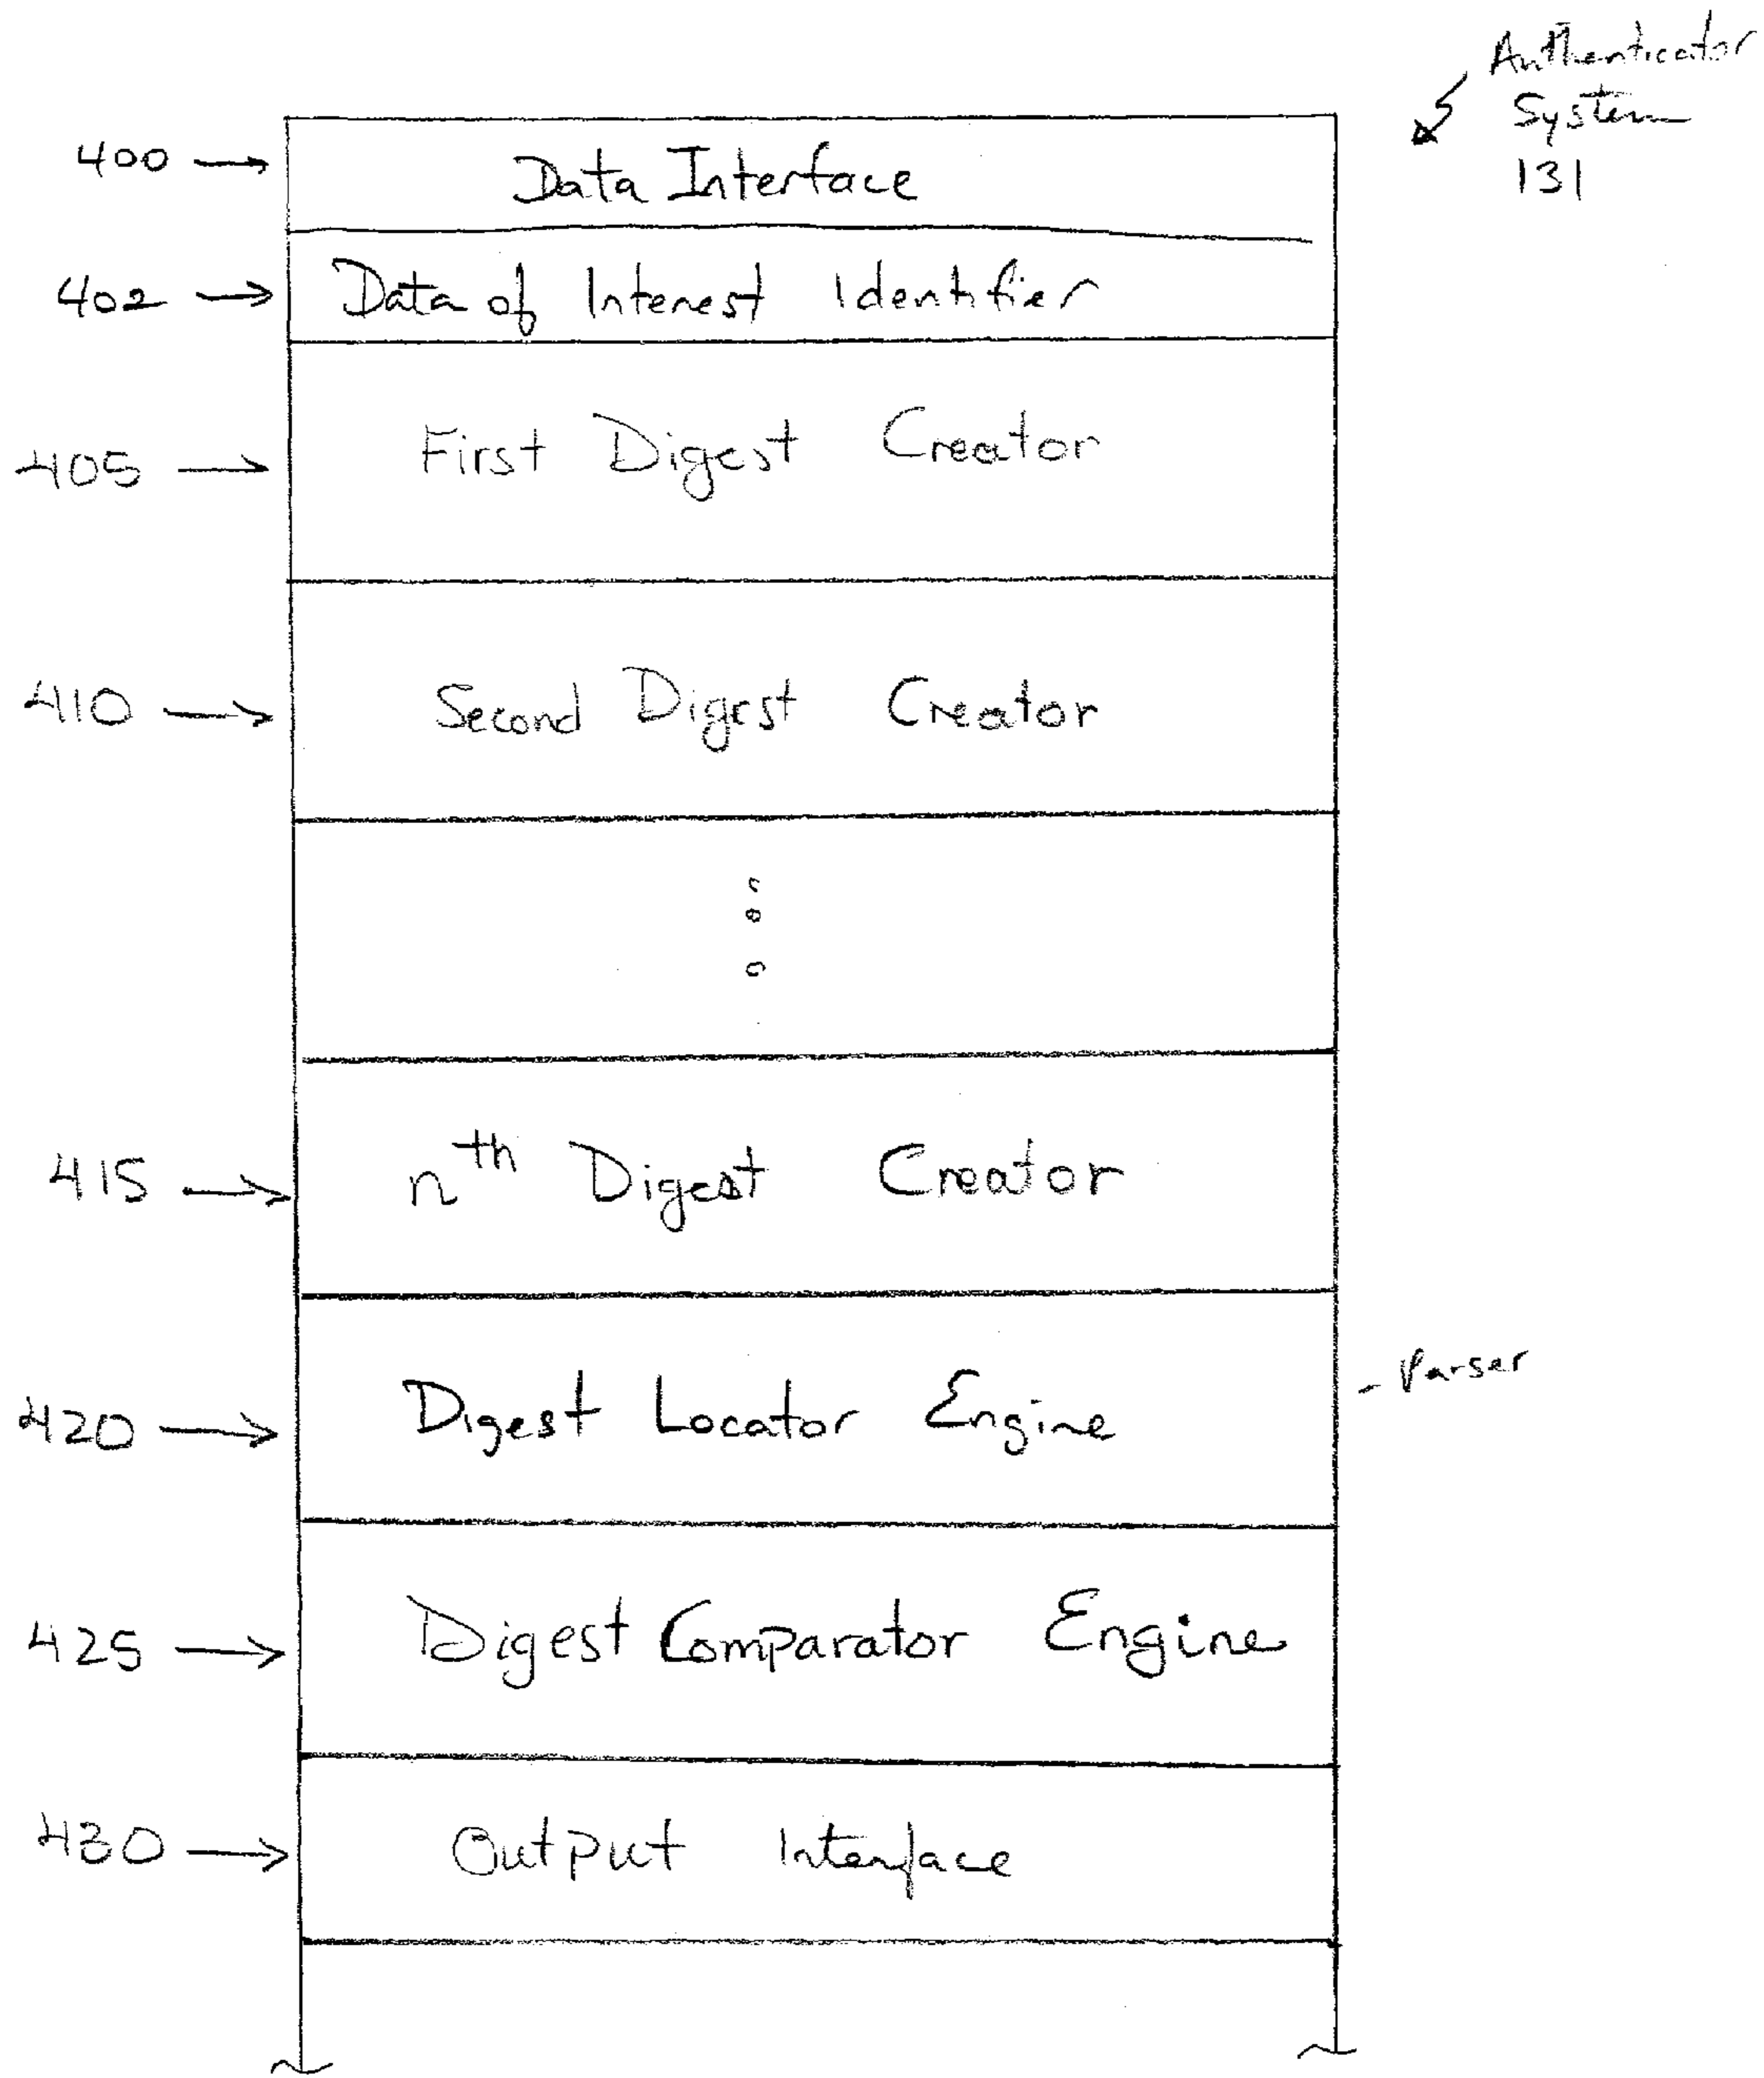 Authenticator
System
131
400 → Data Interface
402 → Data of Interest Identifier
405 → First Digest Creator
410 → Second Digest Creator
415 → nth Digest Creator
420 → Digest Locator Engine - Parser
425 → Digest Comparator Engine
430 → Output Interface